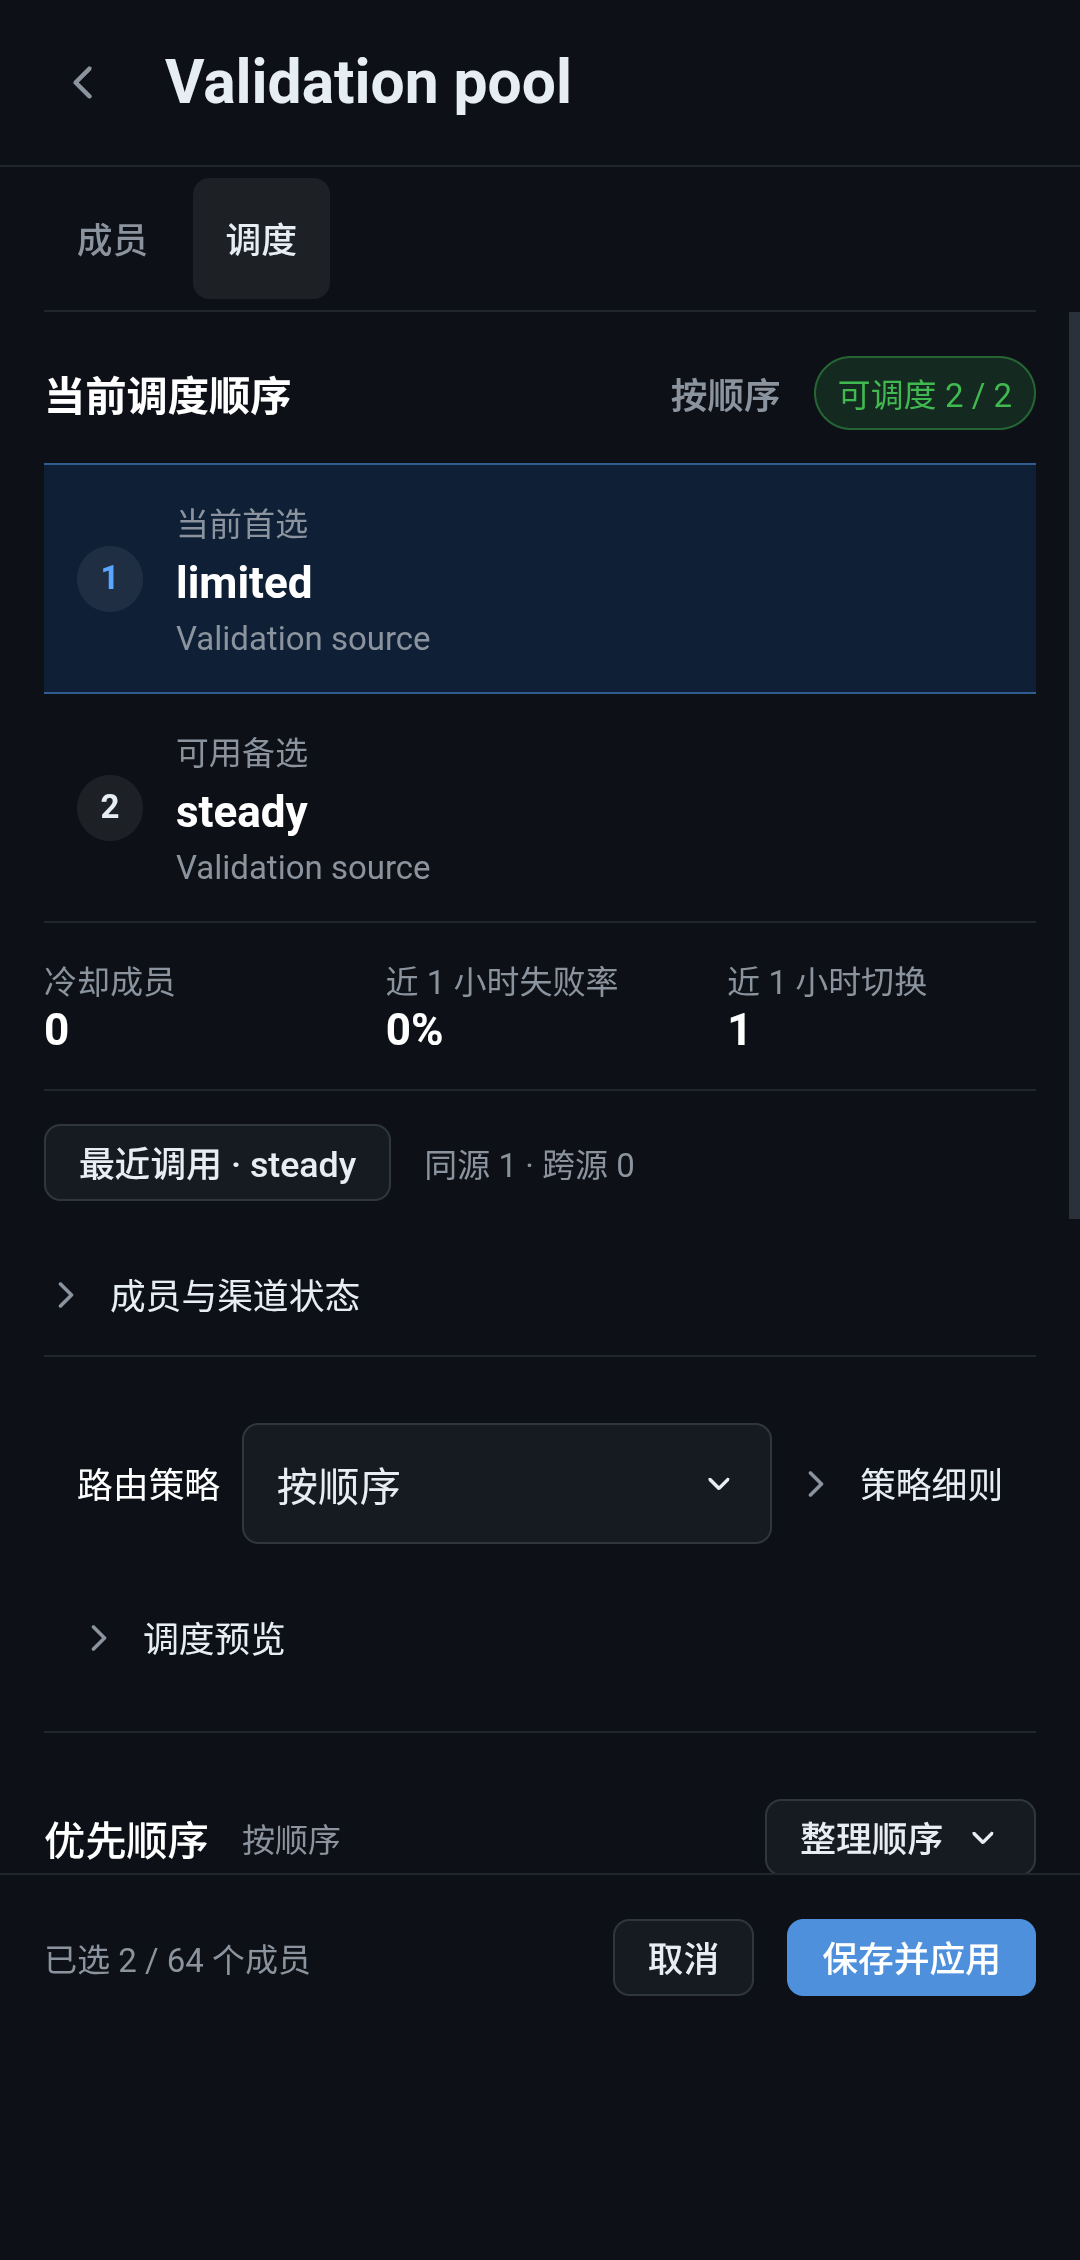 Validation pool
成员 调度
当前调度顺序 按顺序 可调度 2 / 2
当前首选
1 limited
Validation source
可用备选
2 steady
Validation source
冷却成员 近 1 小时失败率 近 1 小时切换
0 0% 1
最近调用 · steady 同源 1 · 跨源 0
成员与渠道状态
路由策略 按顺序 策略细则
调度预览
优先顺序 按顺序 整理顺序
已选 2 / 64 个成员 取消 保存并应用